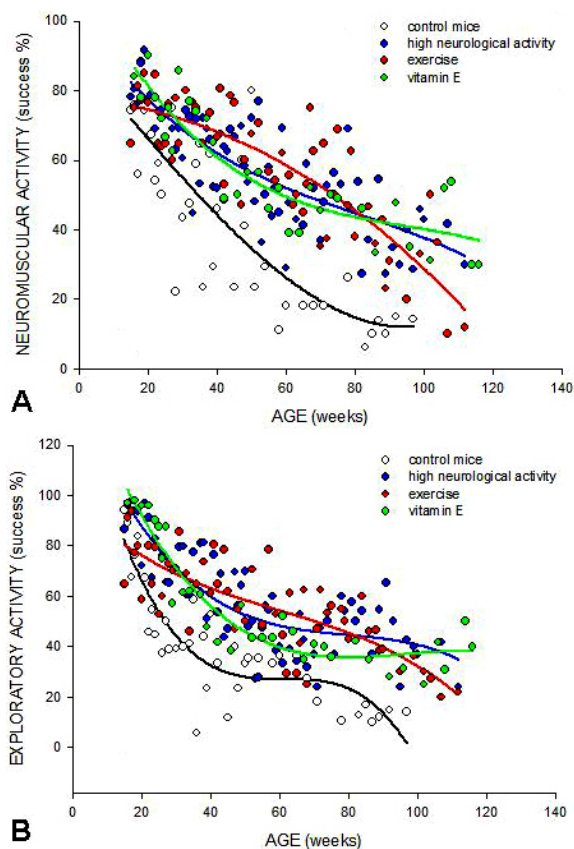 100
80
60
40
20
0
NEUROMUSCULAR ACTIVITY (success %)
control mice
high neurological activity
exercise
vitamin E
0 20 40 60 80 100 120 140
AGE (weeks)
A
120
100
80
60
40
20
0
EXPLORATORY ACTIVITY (success %)
control mice
high neurological activity
exercise
vitamin E
0 20 40 60 80 100 120 140
AGE (weeks)
B